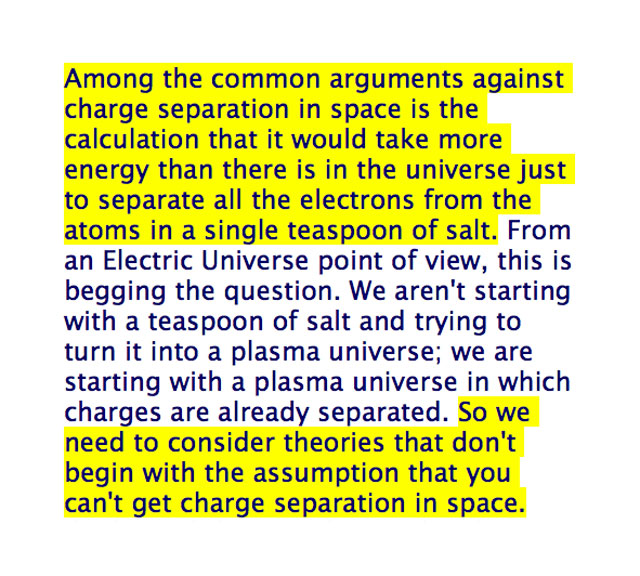 Among the common arguments against
charge separation in space is the
calculation that it would take more
energy than there is in the universe just
to separate all the electrons from the
atoms in a single teaspoon of salt. From
an Electric Universe point of view, this is
begging the question. We aren't starting
with a teaspoon of salt and trying to
turn it into a plasma universe; we are
starting with a plasma universe in which
charges are already separated. So we
need to consider theories that don't
begin with the assumption that you
can't get charge separation in space.